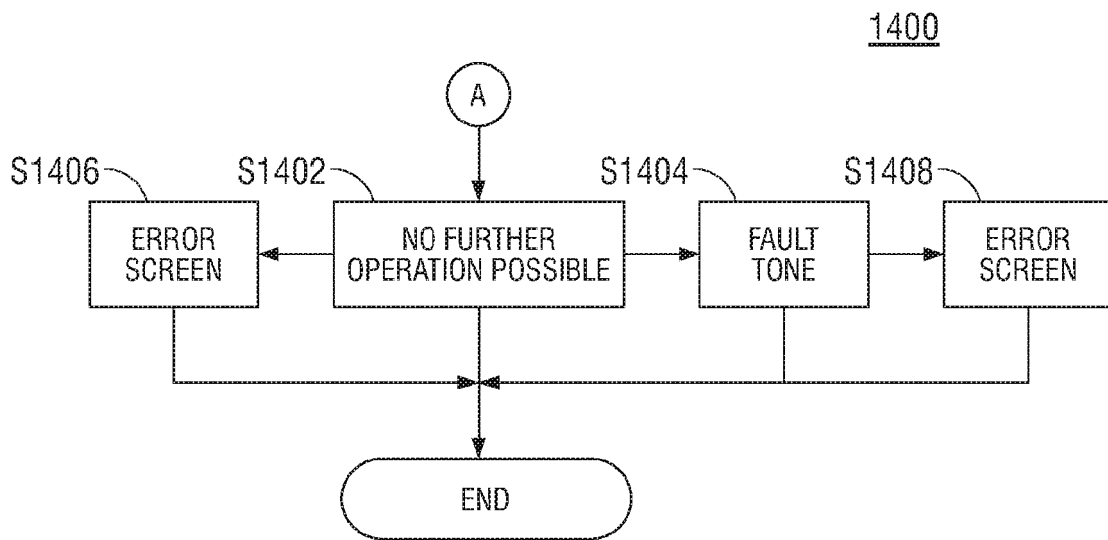 1400
A
S1406
S1402
S1404
S1408
ERROR
SCREEN
NO FURTHER
OPERATION POSSIBLE
FAULT
TONE
ERROR
SCREEN
END